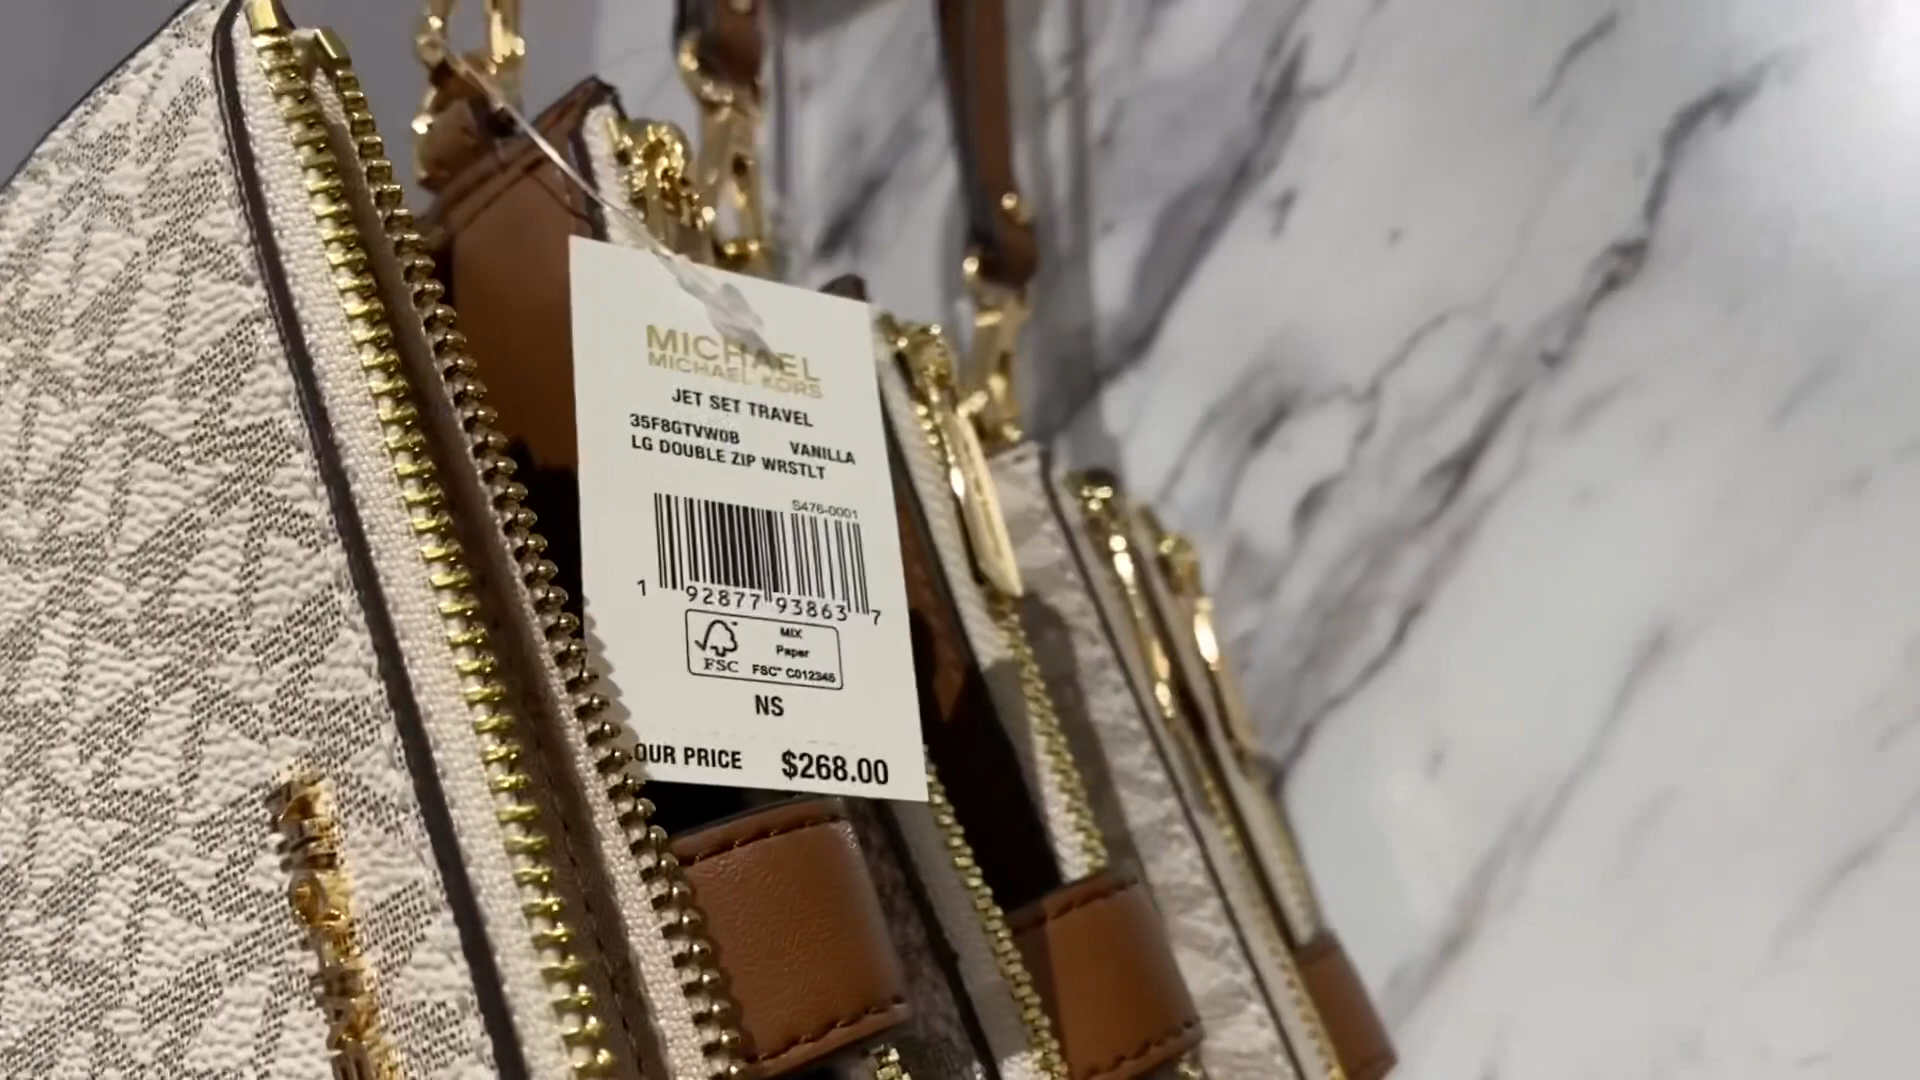 MICHAEL
MICHAEL KORS
JET SET TRAVEL
35F8GTVW0B VANILLA
LG DOUBLE ZIP WRSTLT
S476-0001
1 92877 93863 7
MIX
Paper
FSC FSC™ C012345
NS
OUR PRICE $268.00